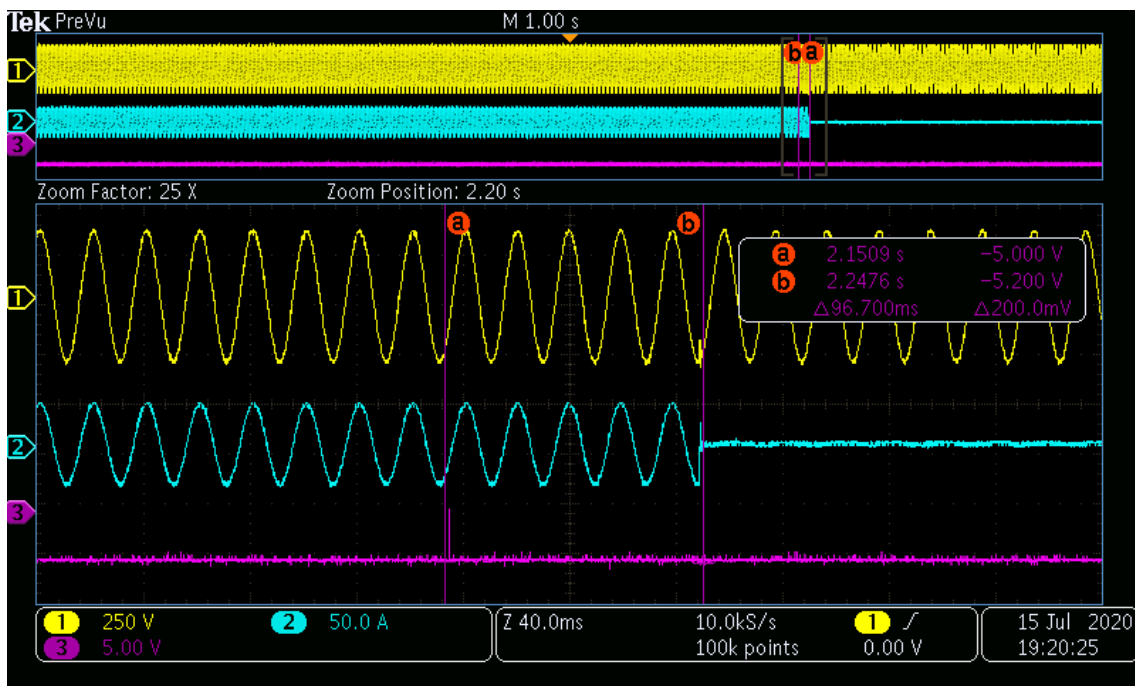 Tek PreVu M 1.00 s
1
b a
2
3
Zoom Factor: 25 X Zoom Position: 2.20 s
a b
a 2.1509 s −5.000 V
b 2.2476 s −5.200 V
△96.700ms △200.0mV
1
2
3
1 250 V 2 50.0 A Z 40.0ms 10.0kS/s 1 / 15 Jul 2020
3 5.00 V 100k points 0.00 V 19:20:25